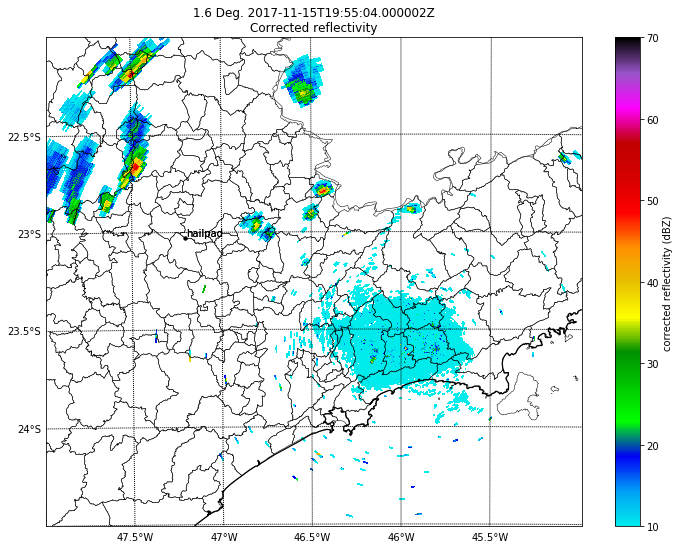 1.6 Deg. 2017-11-15T19:55:04.000002Z
Corrected reflectivity
70
60
50
40
30
20
10
corrected reflectivity (dBZ)
22.5°S
23°S
23.5°S
24°S
hailpad
47.5°W
47°W
46.5°W
46°W
45.5°W